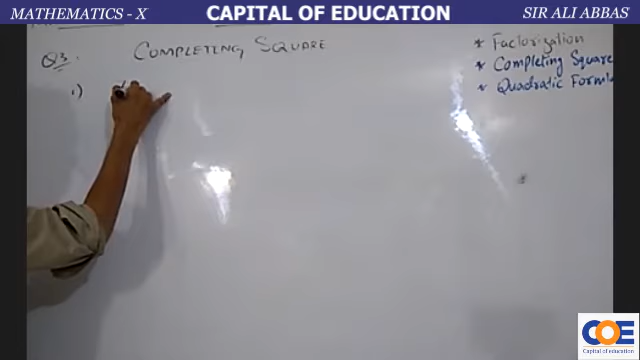 MATHEMATICS - X
CAPITAL OF EDUCATION
SIR ALI ABBAS
Q3.
COMPLETING SQUARE
* Factorization
* Completing Square
* Quadratic Formula
i)
COE
Capital of education